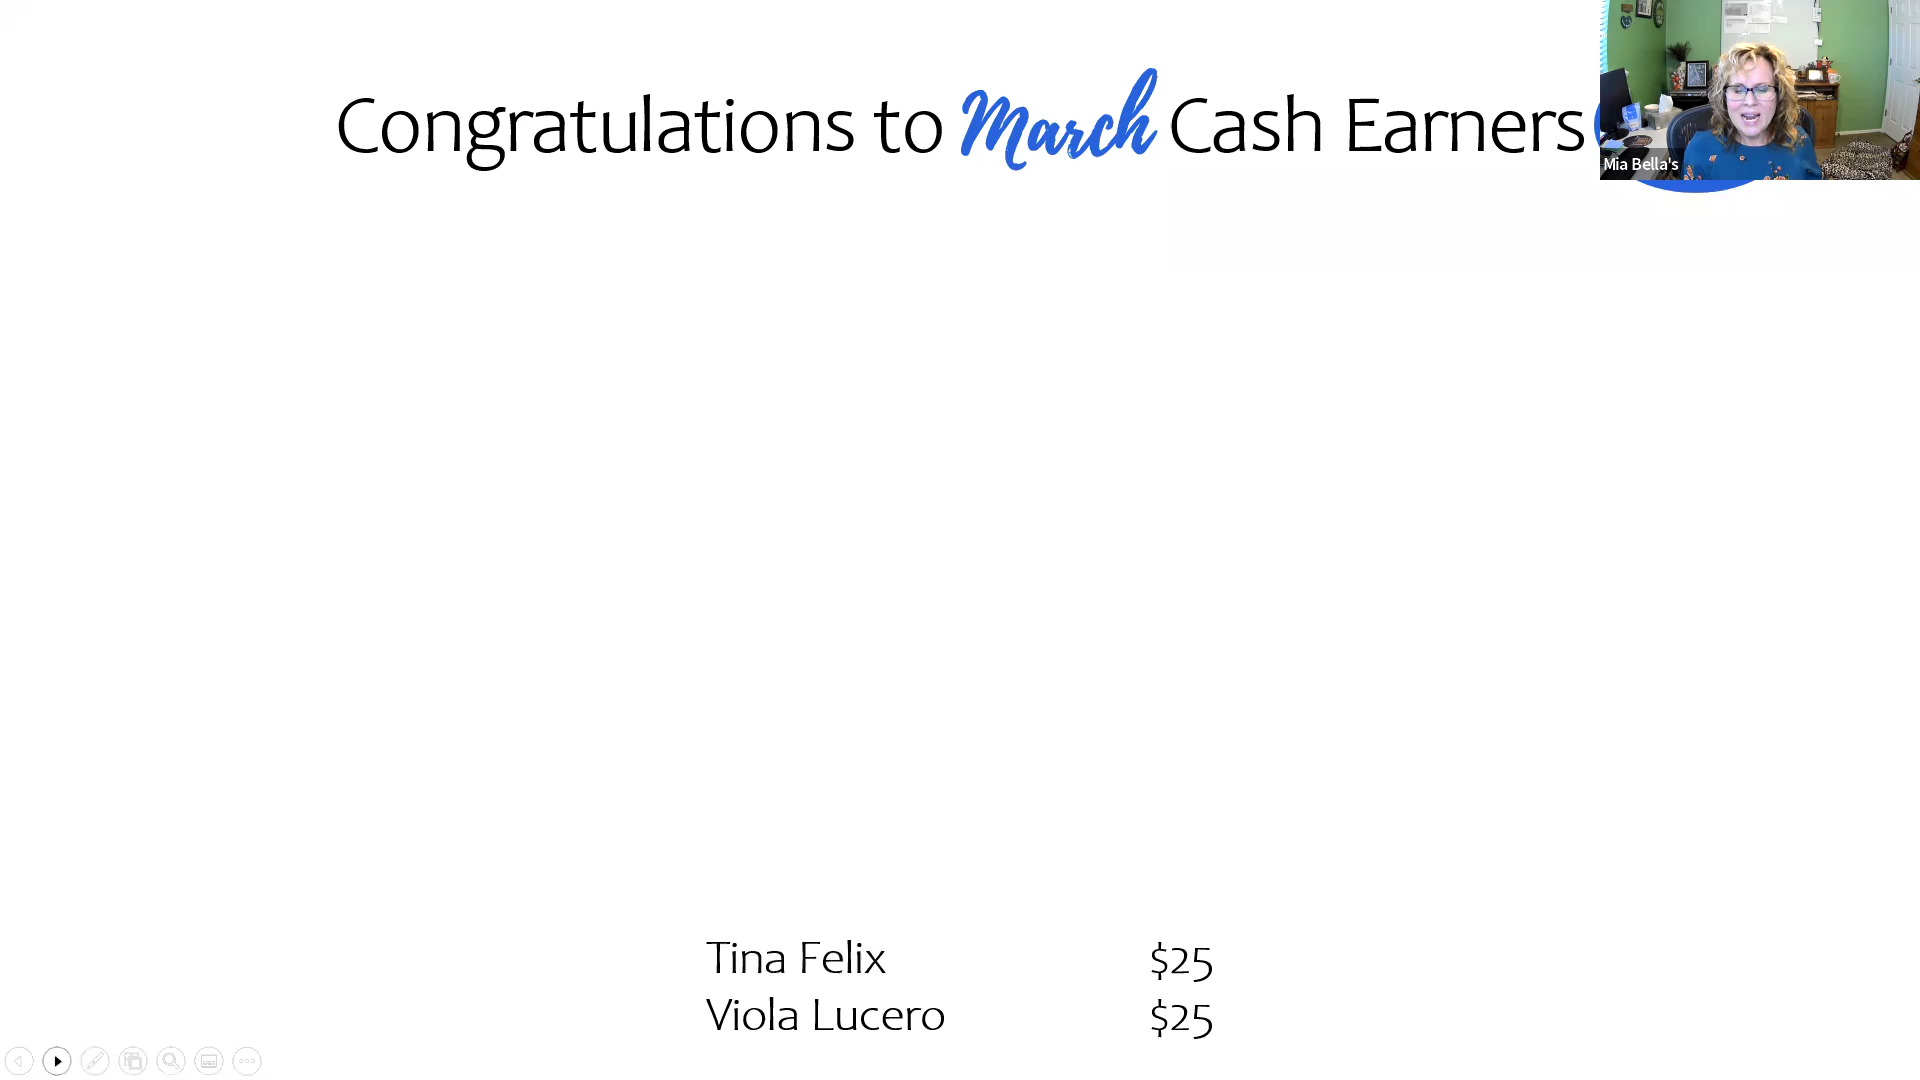 Congratulations to March Cash Earners
Mia Bella's
Tina Felix $25
Viola Lucero $25